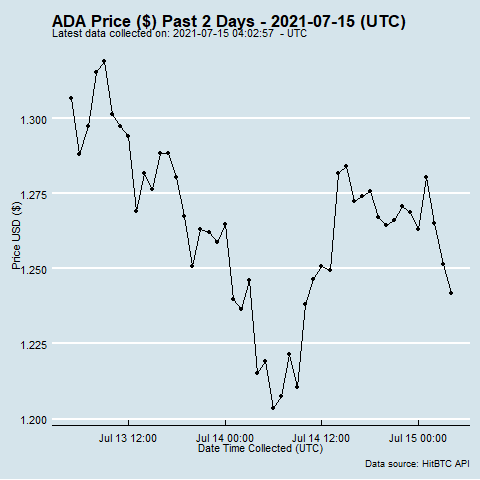 ADA Price ($) Past 2 Days - 2021-07-15 (UTC)
Latest data collected on: 2021-07-15 04:02:57  - UTC
Price USD ($)
1.300
1.275
1.250
1.225
1.200
Jul 13 12:00
Jul 14 00:00
Jul 14 12:00
Jul 15 00:00
Date Time Collected (UTC)
Data source: HitBTC API